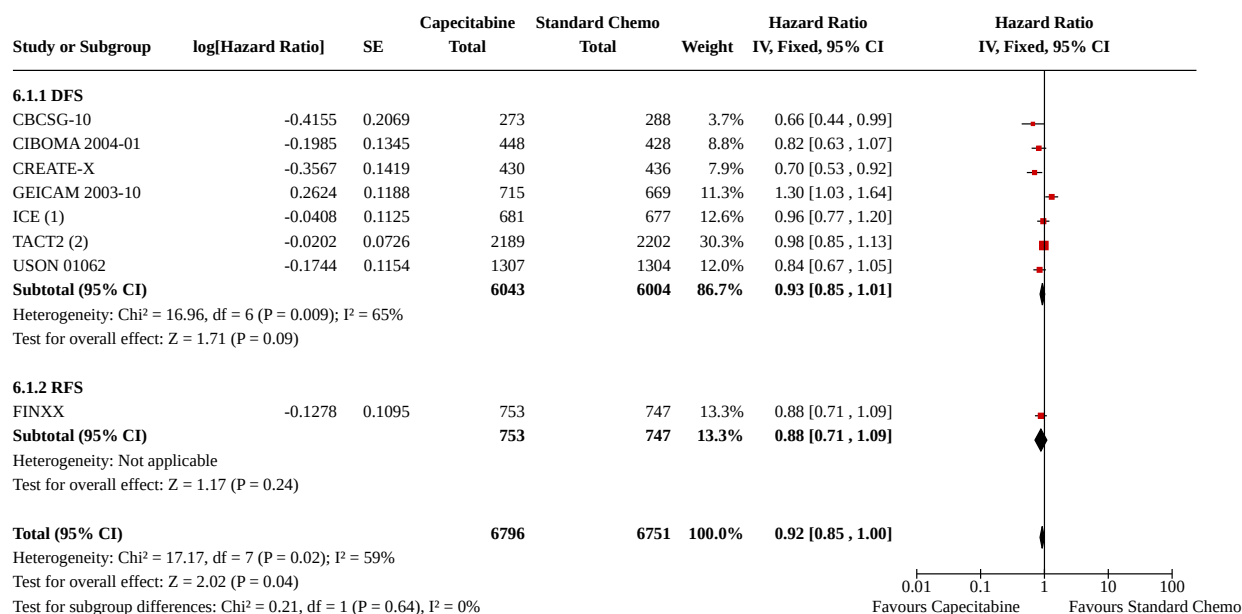 Capecitabine Standard Chemo Hazard Ratio Hazard Ratio
Study or Subgroup log[Hazard Ratio] SE Total Total Weight IV, Fixed, 95% CI IV, Fixed, 95% CI
6.1.1 DFS
CBCSG-10 -0.4155 0.2069 273 288 3.7% 0.66 [0.44 , 0.99]
CIBOMA 2004-01 -0.1985 0.1345 448 428 8.8% 0.82 [0.63 , 1.07]
CREATE-X -0.3567 0.1419 430 436 7.9% 0.70 [0.53 , 0.92]
GEICAM 2003-10 0.2624 0.1188 715 669 11.3% 1.30 [1.03 , 1.64]
ICE (1) -0.0408 0.1125 681 677 12.6% 0.96 [0.77 , 1.20]
TACT2 (2) -0.0202 0.0726 2189 2202 30.3% 0.98 [0.85 , 1.13]
USON 01062 -0.1744 0.1154 1307 1304 12.0% 0.84 [0.67 , 1.05]
Subtotal (95% CI) 6043 6004 86.7% 0.93 [0.85 , 1.01]
Heterogeneity: Chi² = 16.96, df = 6 (P = 0.009); I² = 65%
Test for overall effect: Z = 1.71 (P = 0.09)
6.1.2 RFS
FINXX -0.1278 0.1095 753 747 13.3% 0.88 [0.71 , 1.09]
Subtotal (95% CI) 753 747 13.3% 0.88 [0.71 , 1.09]
Heterogeneity: Not applicable
Test for overall effect: Z = 1.17 (P = 0.24)
Total (95% CI) 6796 6751 100.0% 0.92 [0.85 , 1.00]
Heterogeneity: Chi² = 17.17, df = 7 (P = 0.02); I² = 59%
Test for overall effect: Z = 2.02 (P = 0.04)
Test for subgroup differences: Chi² = 0.21, df = 1 (P = 0.64), I² = 0%
0.01 0.1 1 10 100
Favours Capecitabine Favours Standard Chemo